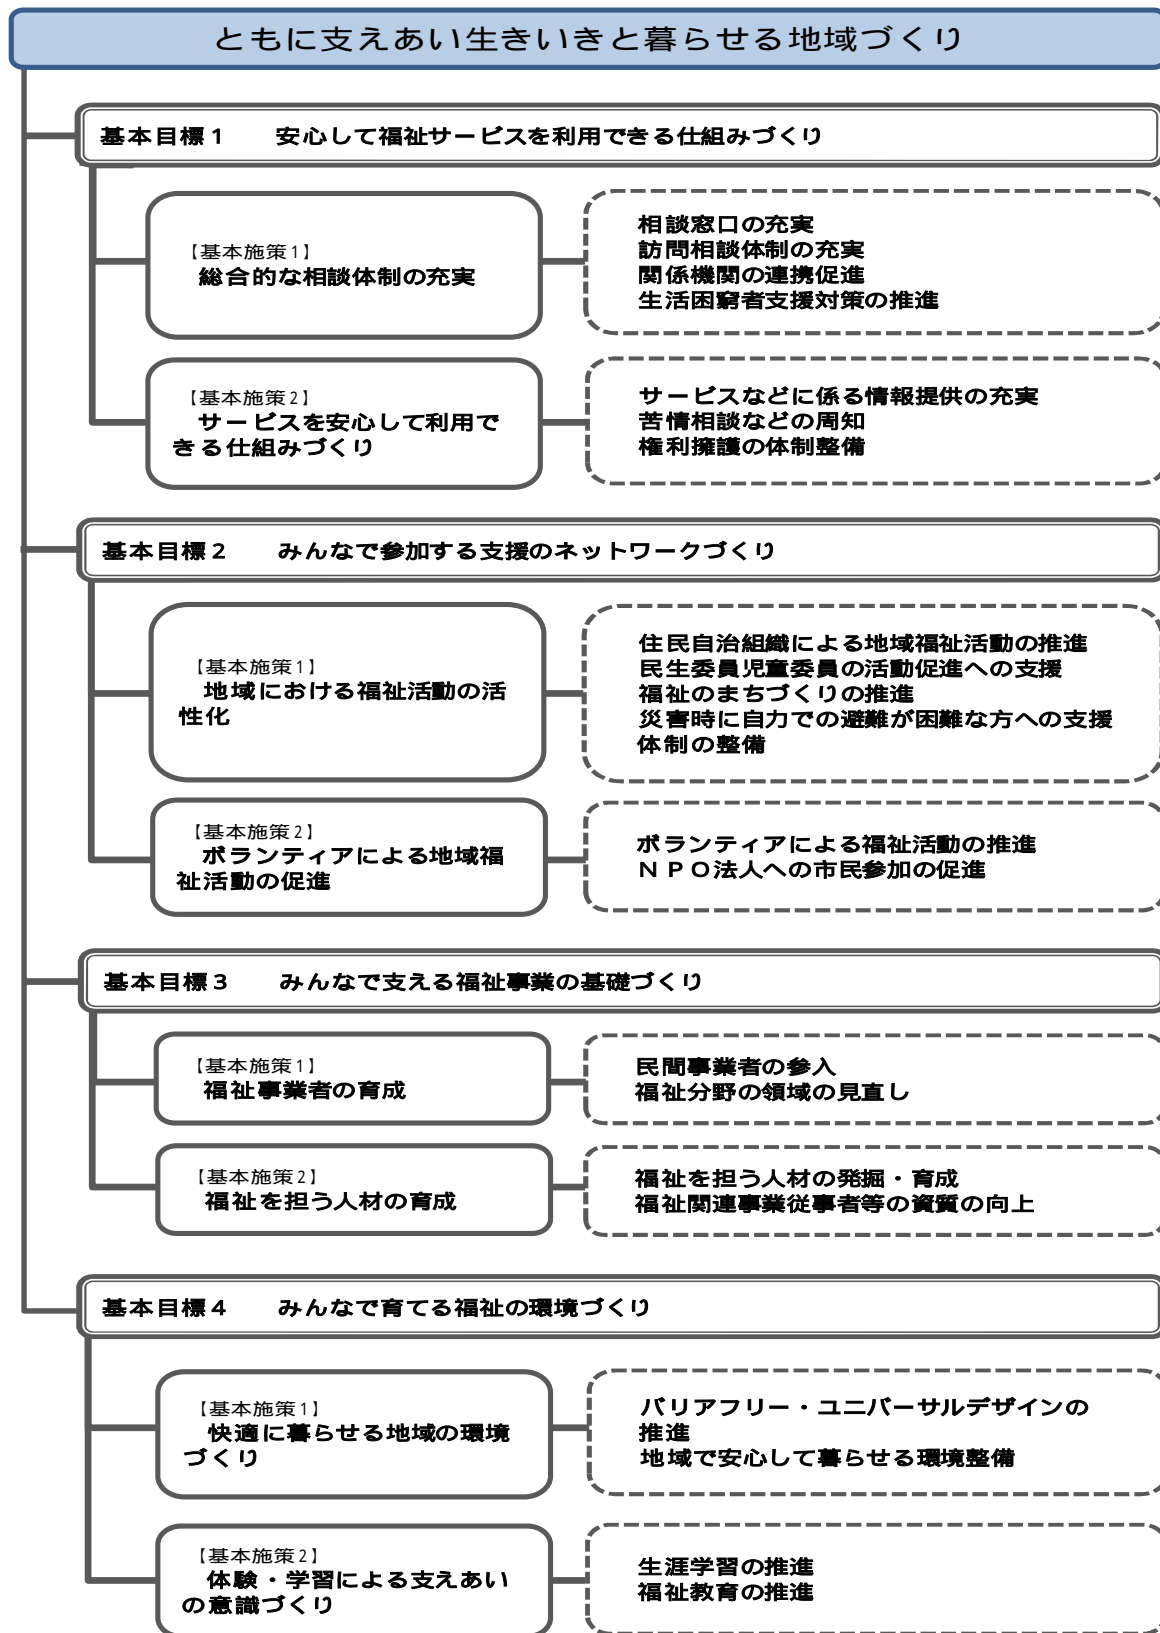 ともに支えあい生きいきと暮らせる地域づくり
基本目標１　　安心して福祉サービスを利用できる仕組みづくり
【基本施策1】
総合的な相談体制の充実
相談窓口の充実
訪問相談体制の充実
関係機関の連携促進
生活困窮者支援対策の推進
【基本施策2】
サービスを安心して利用で
きる仕組みづくり
サービスなどに係る情報提供の充実
苦情相談などの周知
権利擁護の体制整備
基本目標２　　みんなで参加する支援のネットワークづくり
【基本施策1】
地域における福祉活動の活
性化
住民自治組織による地域福祉活動の推進
民生委員児童委員の活動促進への支援
福祉のまちづくりの推進
災害時に自力での避難が困難な方への支援
体制の整備
【基本施策2】
ボランティアによる地域福
祉活動の促進
ボランティアによる福祉活動の推進
ＮＰＯ法人への市民参加の促進
基本目標３　　みんなで支える福祉事業の基礎づくり
【基本施策1】
福祉事業者の育成
民間事業者の参入
福祉分野の領域の見直し
【基本施策2】
福祉を担う人材の育成
福祉を担う人材の発掘・育成
福祉関連事業従事者等の資質の向上
基本目標４　　みんなで育てる福祉の環境づくり
【基本施策1】
快適に暮らせる地域の環境
づくり
バリアフリー・ユニバーサルデザインの
推進
地域で安心して暮らせる環境整備
【基本施策2】
体験・学習による支えあい
の意識づくり
生涯学習の推進
福祉教育の推進